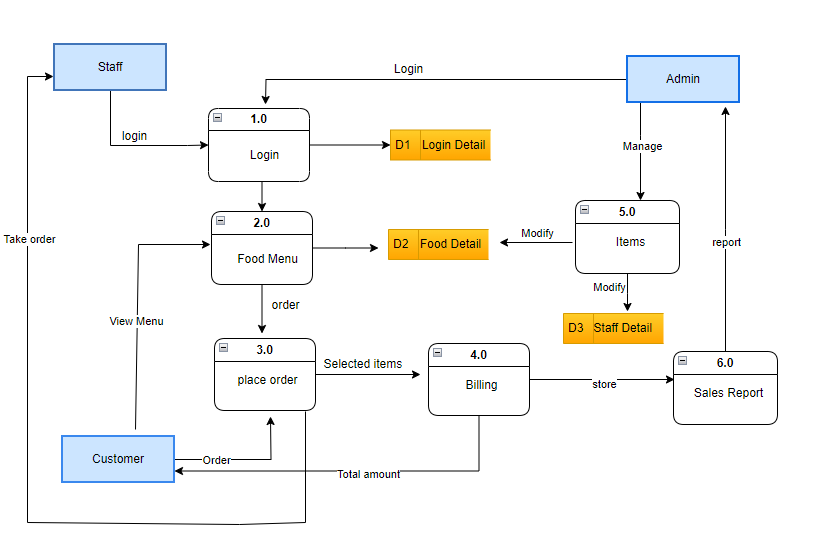 Staff
Login
Admin
login
1.0
Login
D1 Login Detail
Manage
2.0
Food Menu
D2 Food Detail
Modify
5.0
Items
Take order
report
Modify
order
View Menu
D3 Staff Detail
3.0
place order
Selected items
4.0
Billing
store
6.0
Sales Report
Customer
Order
Total amount